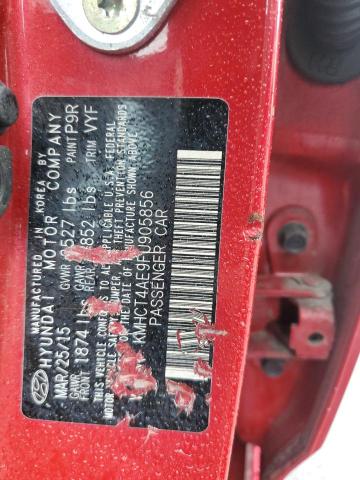 MANUFACTURED IN KOREA BY
HYUNDAI MOTOR COMPANY
MAR/25/15 GVWR 3527 lbs PAINT P9R
GAWR FRONT 1874 lbs GAWR REAR 1852 lbs TRIM VYF
THIS VEHICLE CONFORMS TO ALL APPLICABLE U.S.A. FEDERAL
MOTOR VEHICLE SAFETY, BUMPER, AND THEFT PREVENTION STANDARDS
IN EFFECT ON THE DATE OF MANUFACTURE SHOWN ABOVE
KMHCT4AE9FU905856
PASSENGER CAR